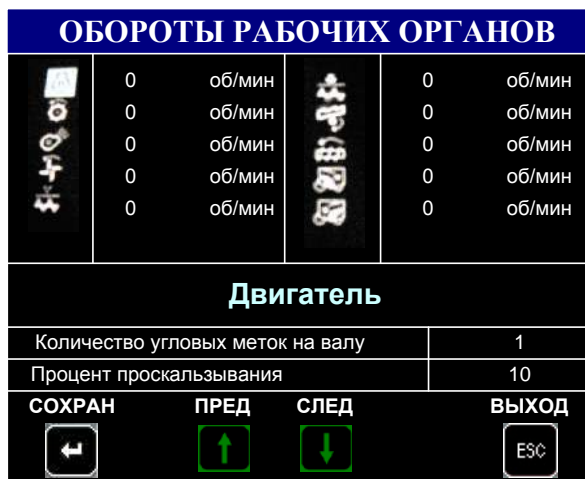 ОБОРОТЫ РАБОЧИХ ОРГАНОВ
0 об/мин 0 об/мин
0 об/мин 0 об/мин
0 об/мин 0 об/мин
0 об/мин 0 об/мин
0 об/мин 0 об/мин
Двигатель
Количество угловых меток на валу 1
Процент проскальзывания 10
СОХРАН ПРЕД СЛЕД ВЫХОД
ESC